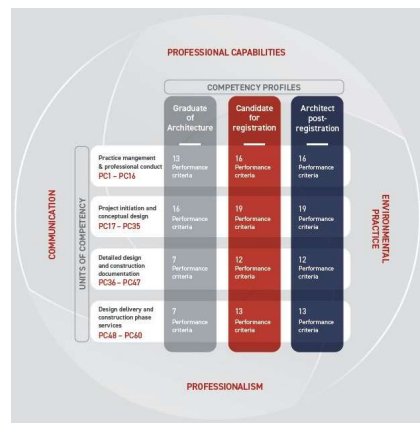 PROFESSIONAL CAPABILITIES
COMPETENCY PROFILES
Graduate
of
Architecture
Candidate
for
registration
Architect
post-
registration
COMMUNICATION
UNITS OF COMPETENCY
ENVIRONMENTAL
PRACTICE
Practice mangement
& professional conduct
PC1 – PC16
13
Performance
criteria
16
Performance
criteria
16
Performance
criteria
Project initiation and
conceptual design
PC17 – PC35
16
Performance
criteria
19
Performance
criteria
19
Performance
criteria
Detailed design and
construction
documentation
PC36 – PC47
7
Performance
criteria
12
Performance
criteria
12
Performance
criteria
Design delivery and
construction phase
services
PC48 – PC60
7
Performance
criteria
13
Performance
criteria
13
Performance
criteria
PROFESSIONALISM